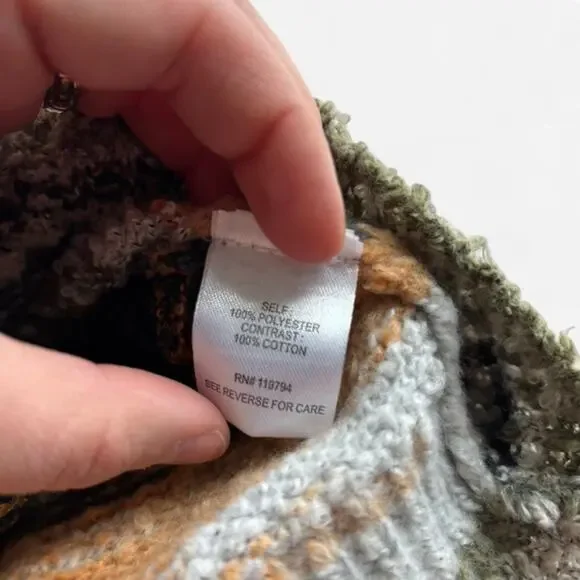 SELF:
100% POLYESTER
CONTRAST:
100% COTTON
RN# 119794
SEE REVERSE FOR CARE